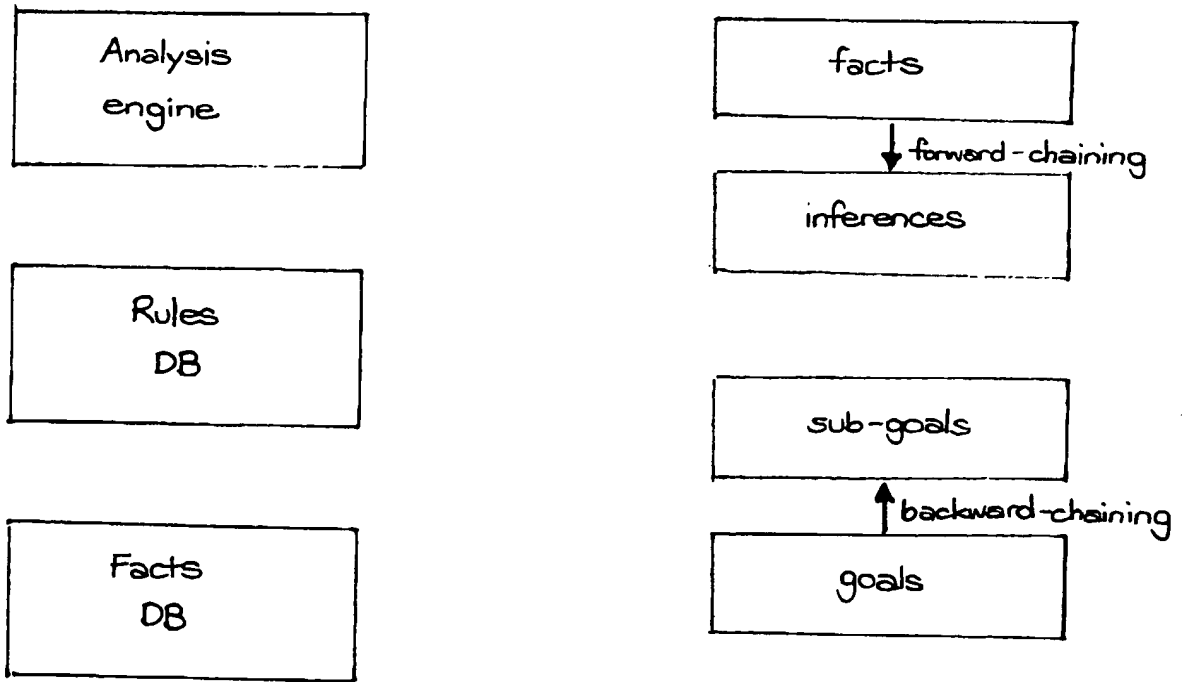 Analysis
engine
Rules
DB
Facts
DB
facts
forward-chaining
inferences
sub-goals
backward-chaining
goals